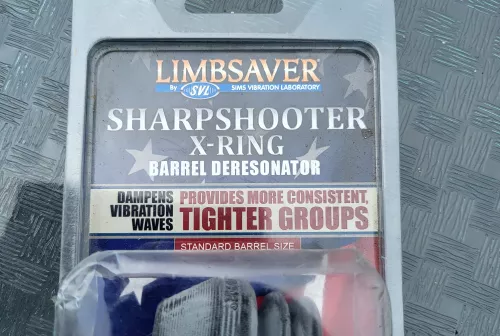 LIMBSAVER
By SVL SIMS VIBRATION LABORATORY
SHARPSHOOTER
X-RING
BARREL DERESONATOR
DAMPENS
VIBRATION
WAVES
PROVIDES MORE CONSISTENT,
TIGHTER GROUPS
STANDARD BARREL SIZE